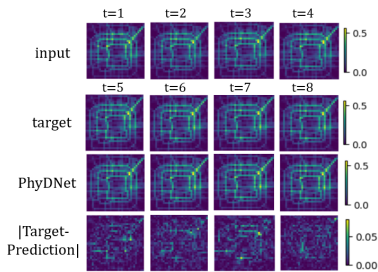 t=1 t=2 t=3 t=4
input
0.5
0.0
t=5 t=6 t=7 t=8
target
0.5
0.0
PhyDNet
0.5
0.0
|Target-
Prediction|
0.05
0.00